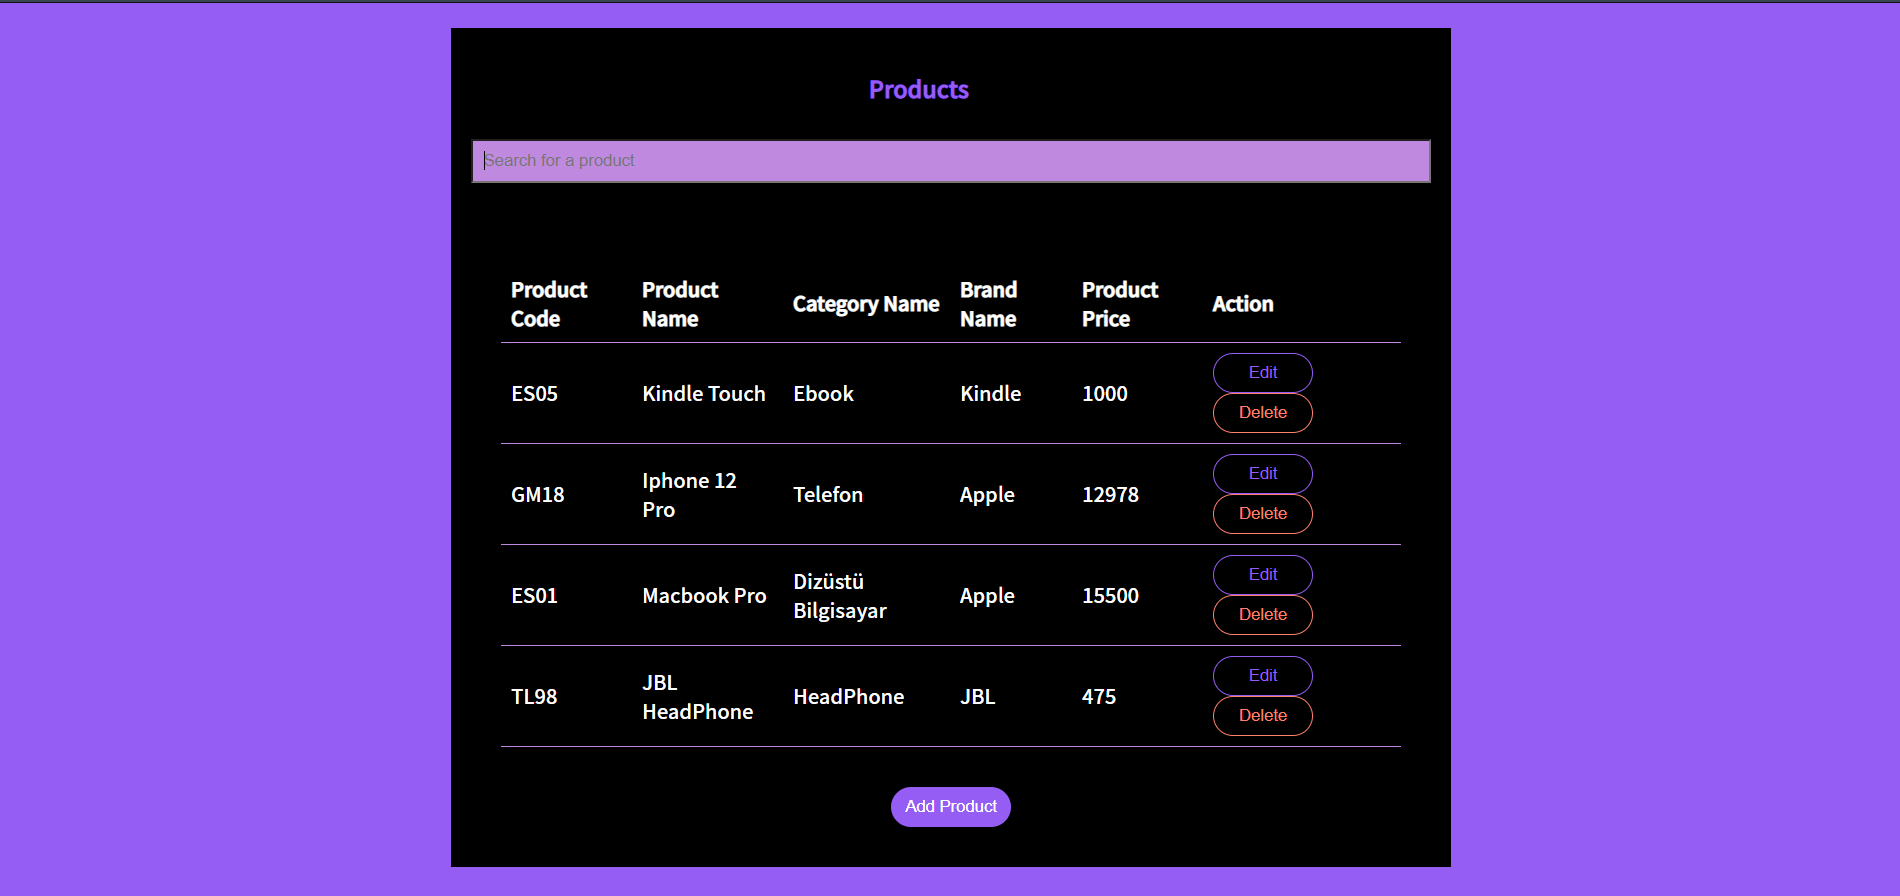 Products
Search for a product
Product Code Product Name Category Name Brand Name Product Price Action
ES05 Kindle Touch Ebook Kindle 1000 Edit
Delete
GM18 Iphone 12 Pro Telefon Apple 12978 Edit
Delete
ES01 Macbook Pro Dizüstü Bilgisayar Apple 15500 Edit
Delete
TL98 JBL HeadPhone HeadPhone JBL 475 Edit
Delete
Add Product